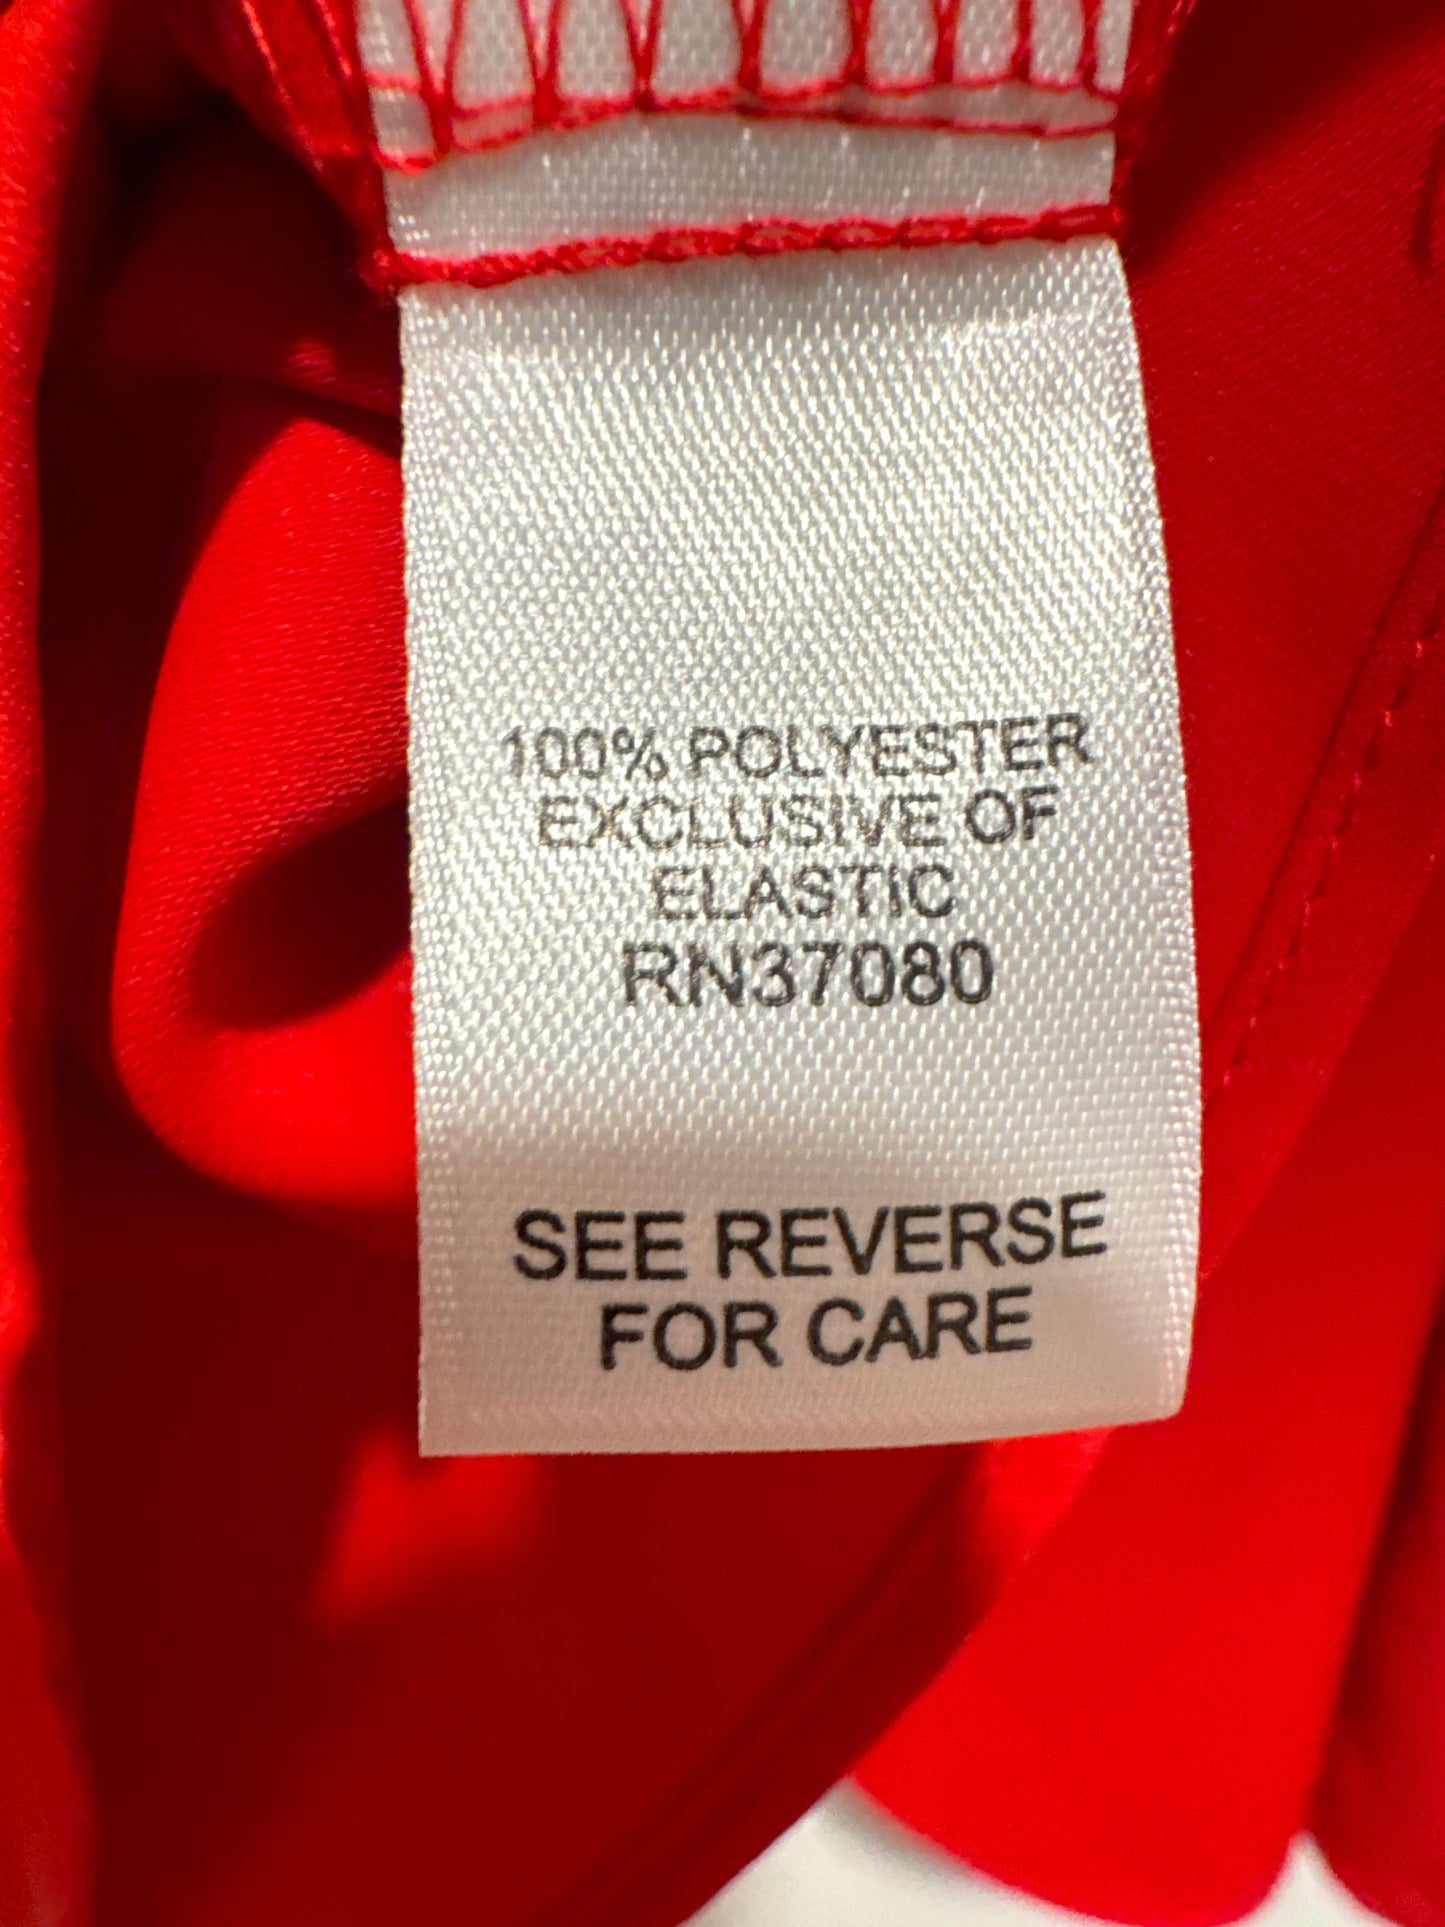 100% POLYESTER
EXCLUSIVE OF
ELASTIC
RN37080
SEE REVERSE
FOR CARE